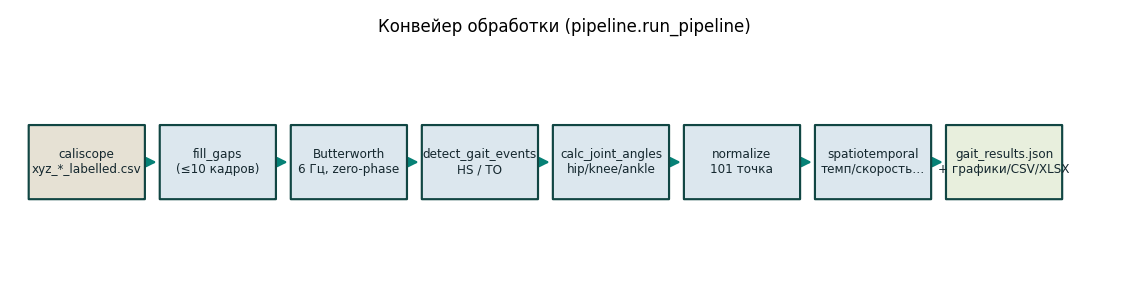 Конвейер обработки (pipeline.run_pipeline)
caliscope
xyz_*_labelled.csv
fill_gaps
(≤10 кадров)
Butterworth
6 Гц, zero-phase
detect_gait_events
HS / TO
calc_joint_angles
hip/knee/ankle
normalize
101 точка
spatiotemporal
темп/скорость…
gait_results.json
+ графики/CSV/XLSX